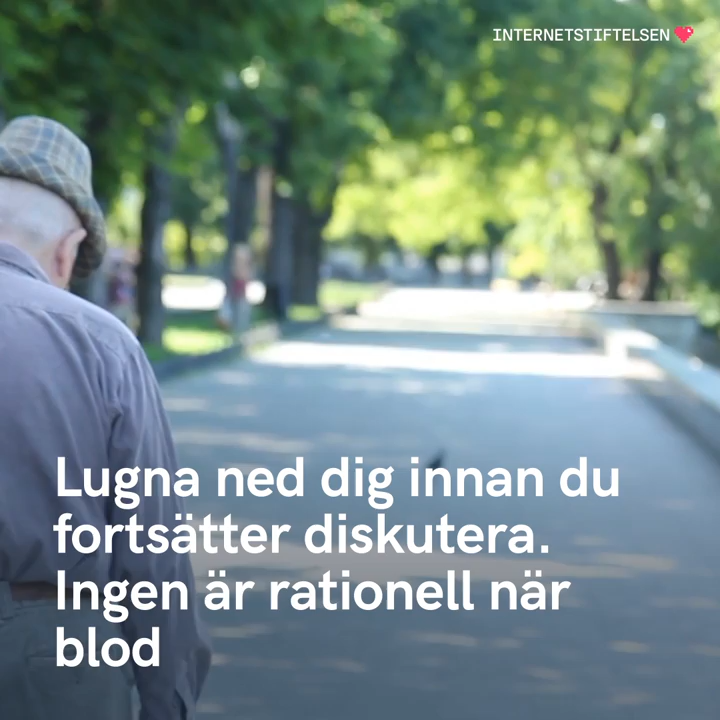 INTERNETSTIFTELSEN
Lugna ned dig innan du
fortsätter diskutera.
Ingen är rationell när
blod